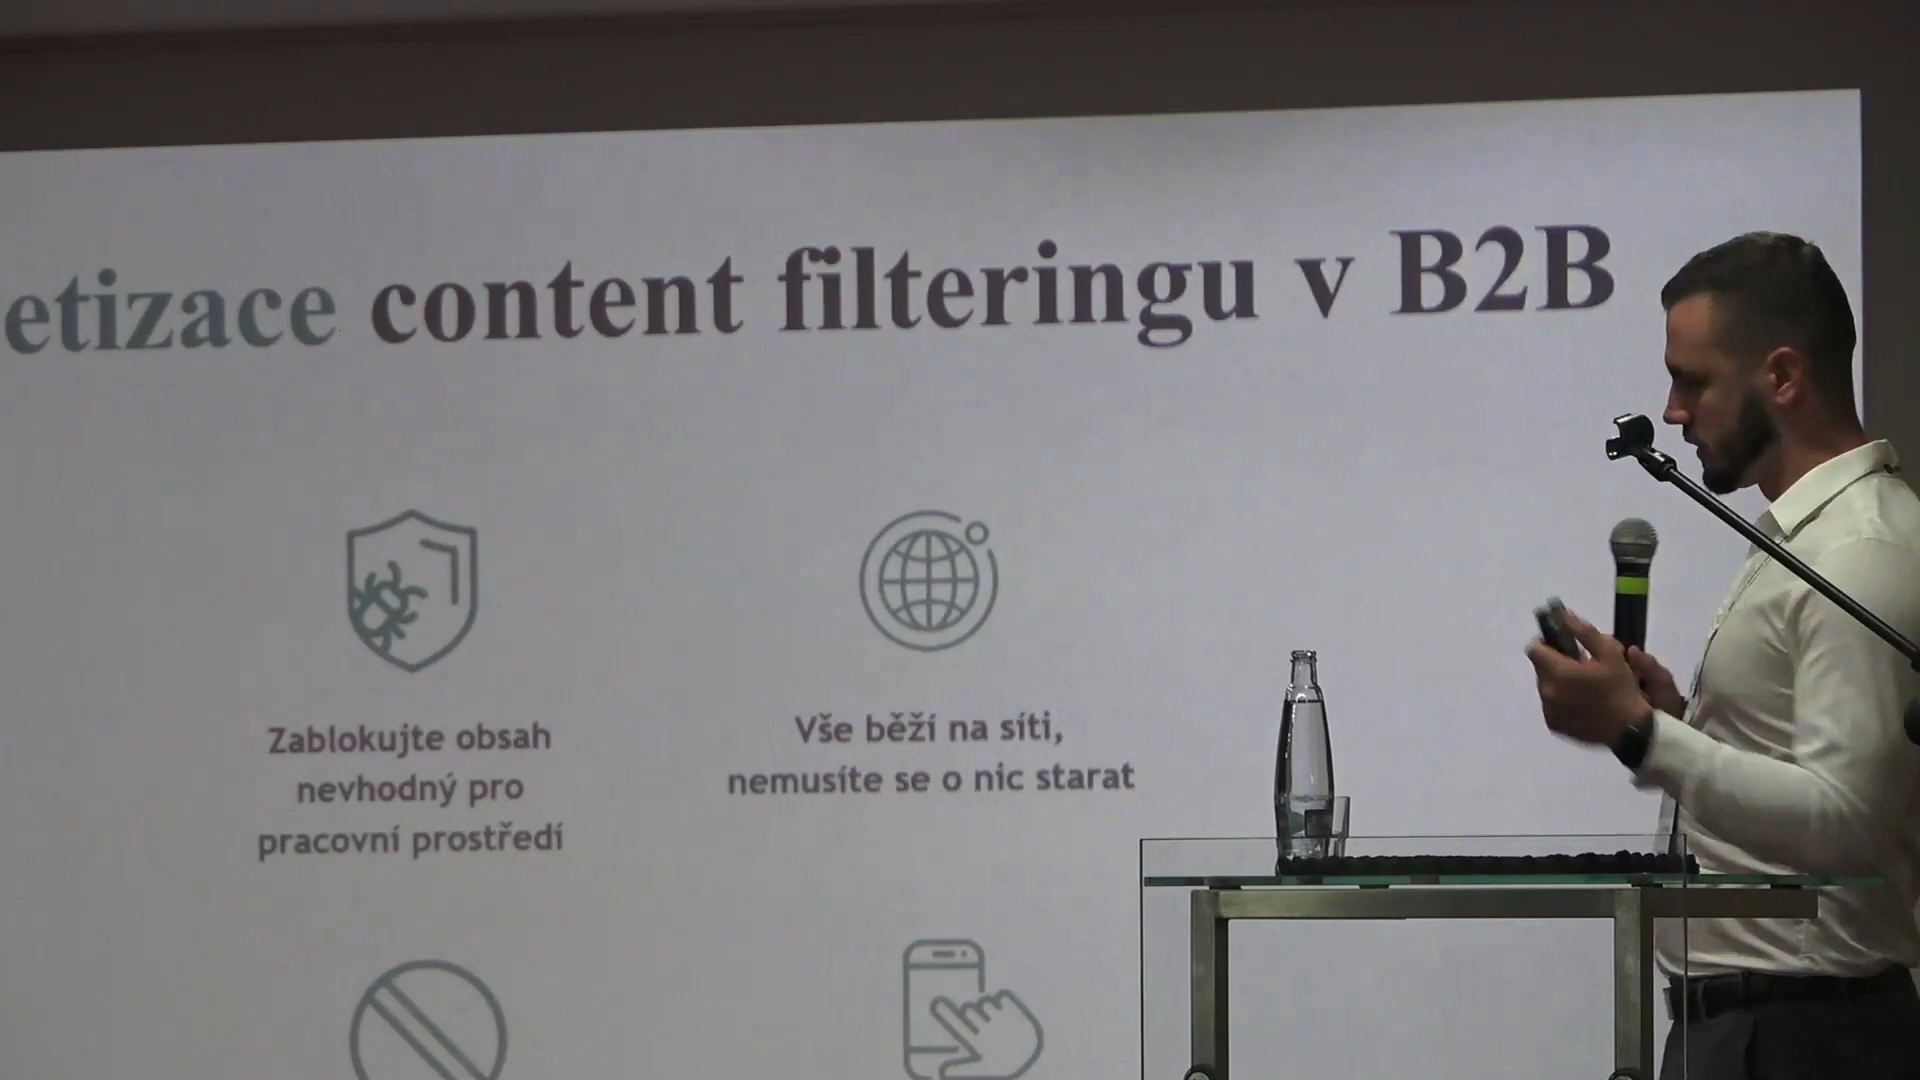 etizace content filteringu v B2B
Zablokujte obsah
nevhodný pro
pracovní prostředí
Vše běží na síti,
nemusíte se o nic starat